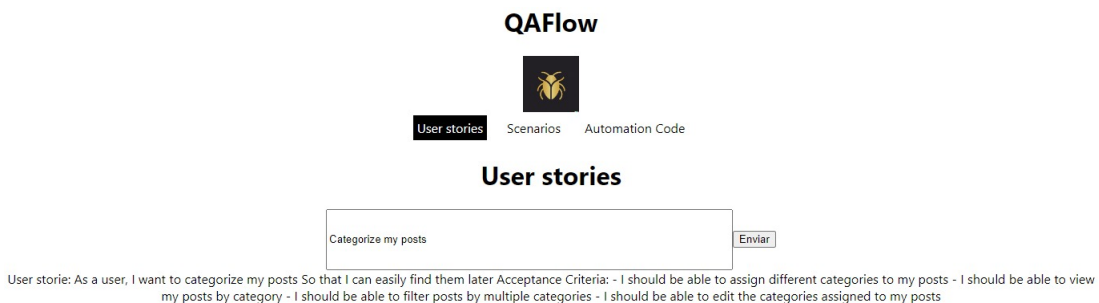 QAFlow
User stories Scenarios Automation Code
User stories
Categorize my posts Enviar
User storie: As a user, I want to categorize my posts So that I can easily find them later Acceptance Criteria: - I should be able to assign different categories to my posts - I should be able to view
my posts by category - I should be able to filter posts by multiple categories - I should be able to edit the categories assigned to my posts